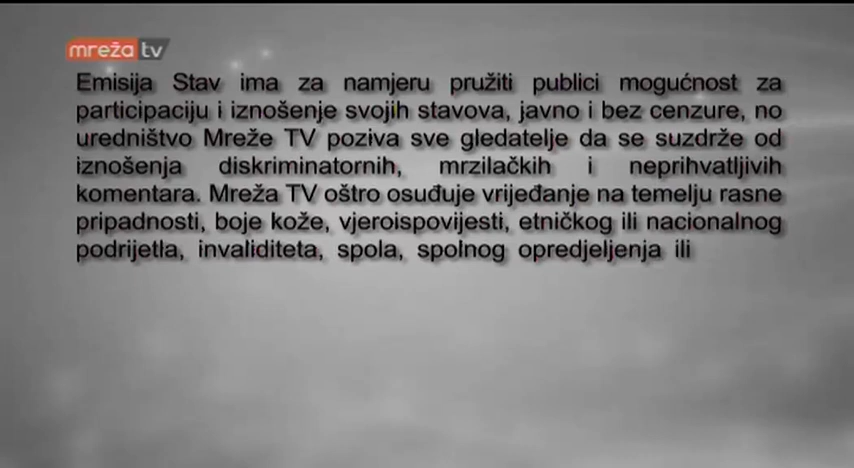 mreža tv
Emisija Stav ima za namjeru pružiti publici mogućnost za
participaciju i iznošenje svojih stavova, javno i bez cenzure, no
uredništvo Mreže TV poziva sve gledatelje da se suzdrže od
iznošenja diskriminatornih, mrzilačkih i neprihvatljivih
komentara. Mreža TV oštro osuđuje vrijeđanje na temelju rasne
pripadnosti, boje kože, vjeroispovijesti, etničkog ili nacionalnog
podrijetla, invaliditeta, spola, spolnog opredjeljenja ili